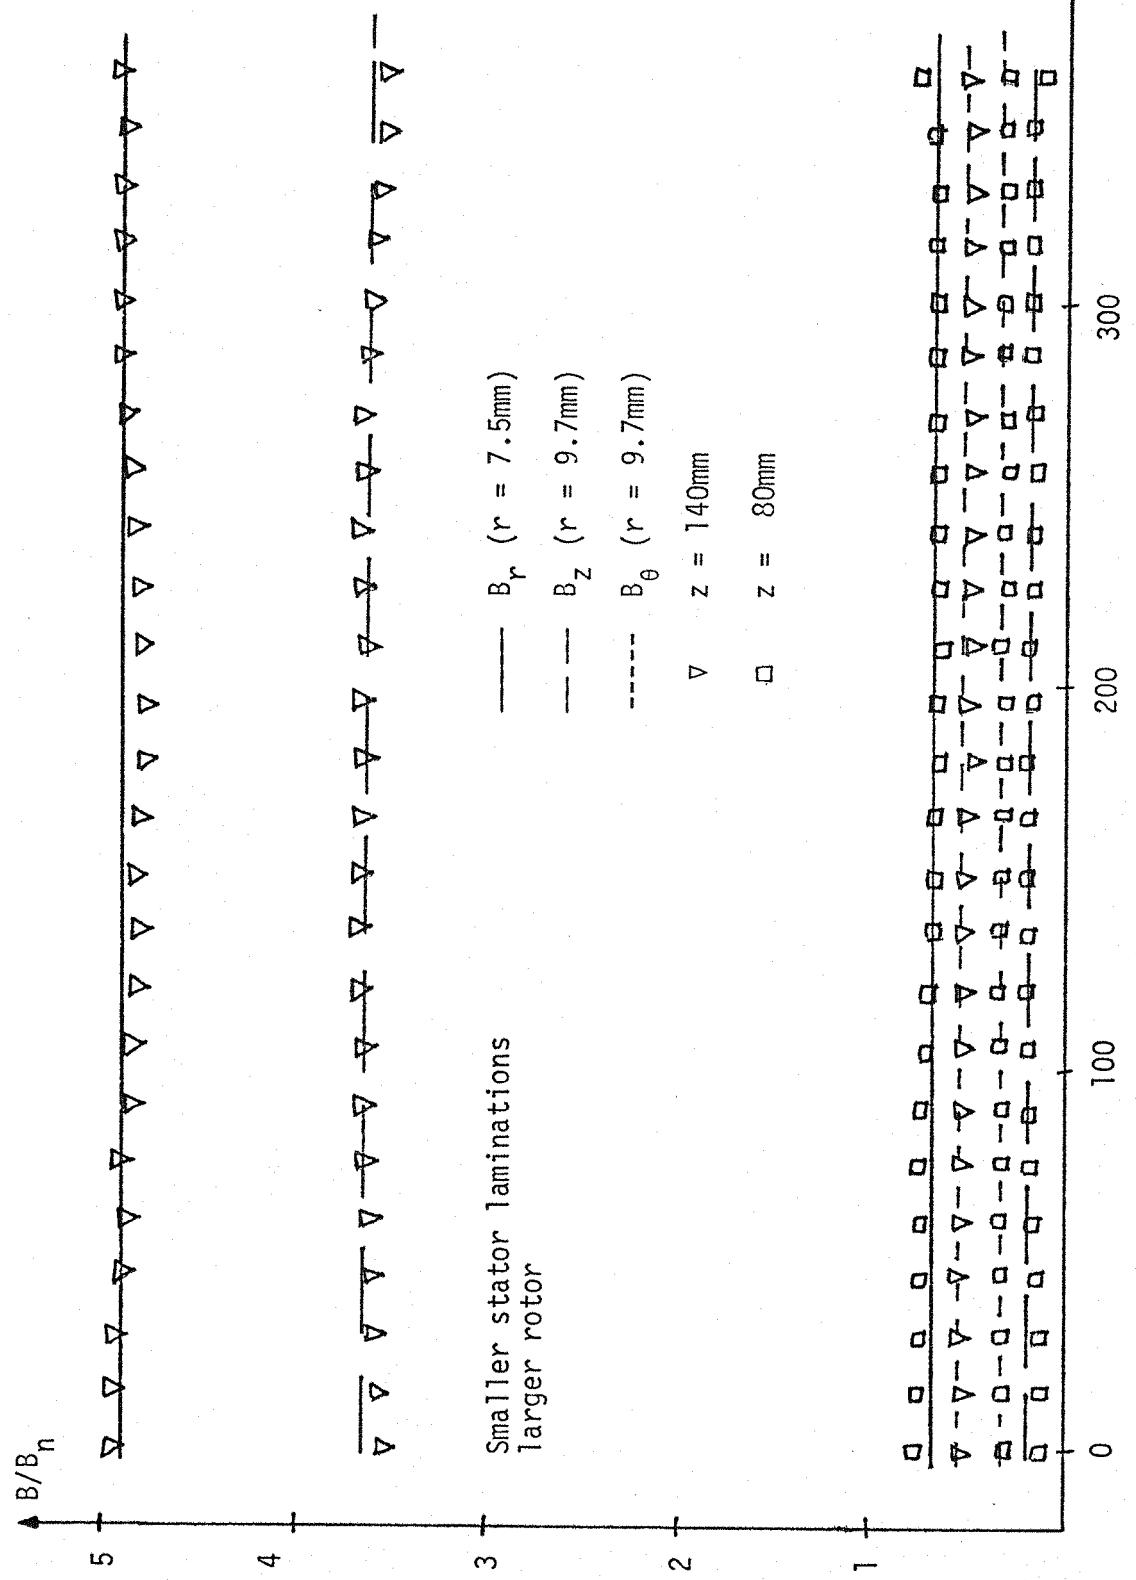 B/Bn
5
4
3
2
1
Br (r = 7.5mm)
Bz (r = 9.7mm)
Bθ (r = 9.7mm)
z = 140mm
z = 80mm
Smaller stator laminations
larger rotor
0
100
200
300